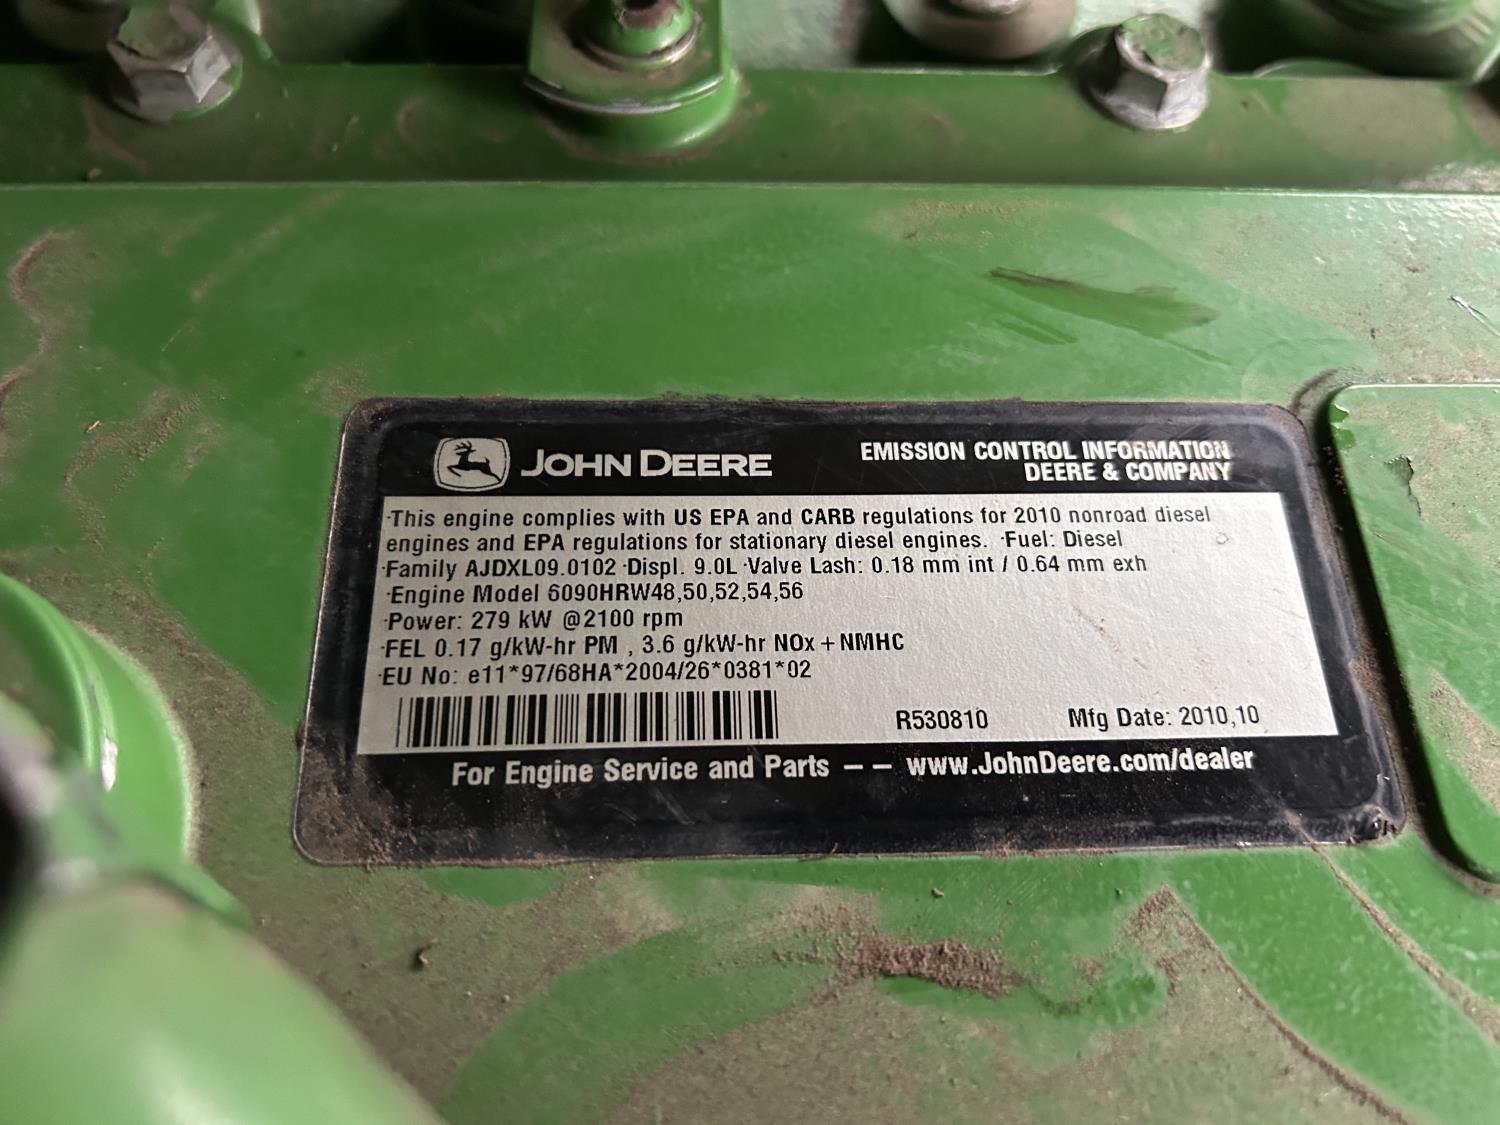 JOHN DEERE
EMISSION CONTROL INFORMATION
DEERE & COMPANY
·This engine complies with US EPA and CARB regulations for 2010 nonroad diesel
engines and EPA regulations for stationary diesel engines. ·Fuel: Diesel
·Family AJDXL09.0102 ·Displ. 9.0L ·Valve Lash: 0.18 mm int / 0.64 mm exh
·Engine Model 6090HRW48,50,52,54,56
·Power: 279 kW @2100 rpm
·FEL 0.17 g/kW-hr PM , 3.6 g/kW-hr NOx + NMHC
·EU No: e11*97/68HA*2004/26*0381*02
R530810 Mfg Date: 2010,10
For Engine Service and Parts – – www.JohnDeere.com/dealer